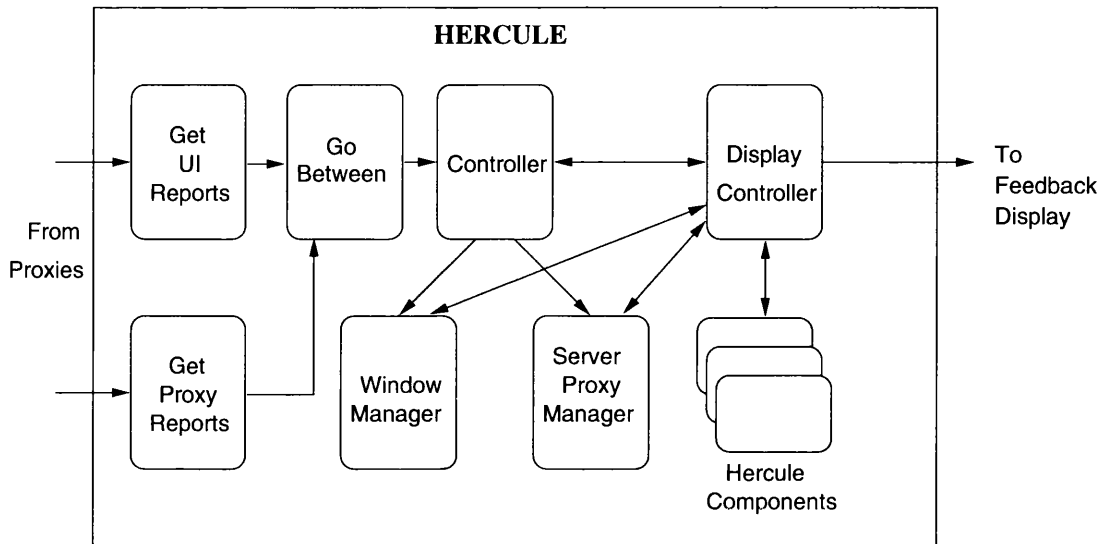 HERCULE
Get
UI
Reports
Go
Between
Controller
Display
Controller
To
Feedback
Display
From
Proxies
Get
Proxy
Reports
Window
Manager
Server
Proxy
Manager
Hercule
Components